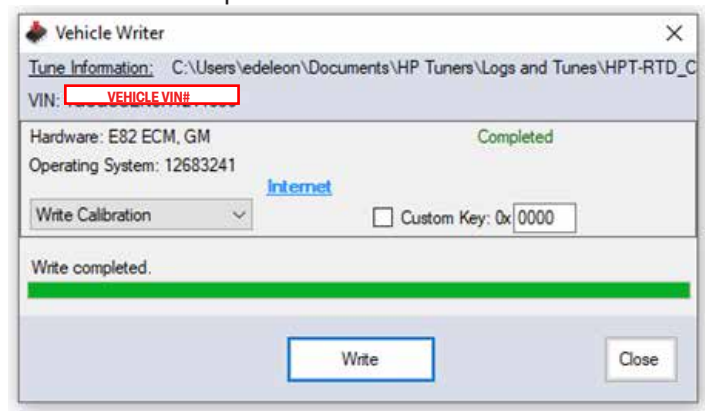 Vehicle Writer
Tune Information: C:\Users\edeleon\Documents\HP Tuners\Logs and Tunes\HPT-RTD_C
VIN: VEHICLE VIN#
Hardware: E82 ECM, GM Completed
Operating System: 12683241
Internet
Write Calibration Custom Key: 0x 0000
Write completed.
Write Close